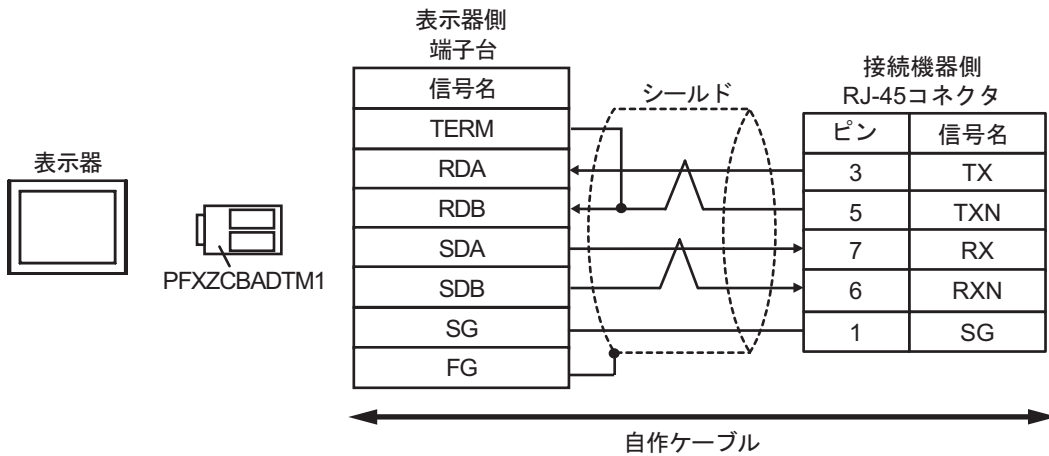 表示器側
端子台
信号名
TERM
RDA
RDB
SDA
SDB
SG
FG
シールド
接続機器側
RJ-45コネクタ
ピン 信号名
3 TX
5 TXN
7 RX
6 RXN
1 SG
表示器
PFXZCBADTM1
自作ケーブル